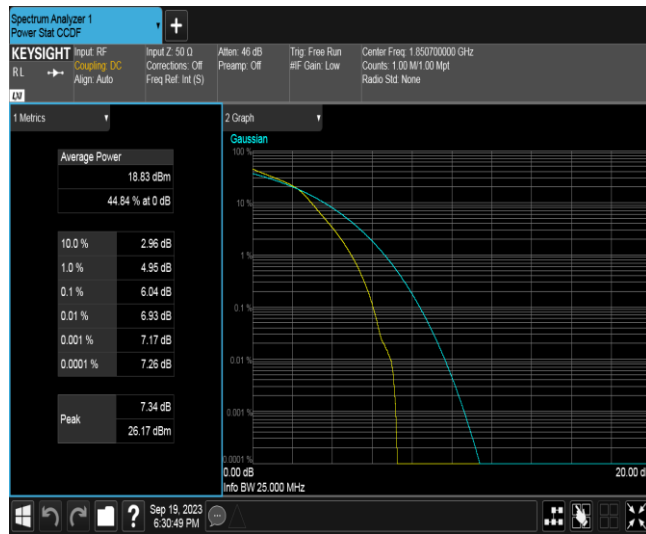 Spectrum Analyzer 1
Power Stat CCDF
+
KEYSIGHT
RL
LXI
Input: RF
Coupling: DC
Align: Auto
Input Z: 50 Ω
Corrections: Off
Freq Ref: Int (S)
Atten: 46 dB
Preamp: Off
Trig: Free Run
#IF Gain: Low
Center Freq: 1.850700000 GHz
Counts: 1.00 M/1.00 Mpt
Radio Std: None
1 Metrics
Average Power
18.83 dBm
44.84 % at 0 dB
10.0 % 2.96 dB
1.0 % 4.95 dB
0.1 % 6.04 dB
0.01 % 6.93 dB
0.001 % 7.17 dB
0.0001 % 7.26 dB
Peak
7.34 dB
26.17 dBm
2 Graph
Gaussian
100 %
10 %
1 %
0.1 %
0.01 %
0.001 %
0.0001 %
0.00 dB 20.00 d
Info BW 25.000 MHz
?
Sep 19, 2023
6:30:49 PM